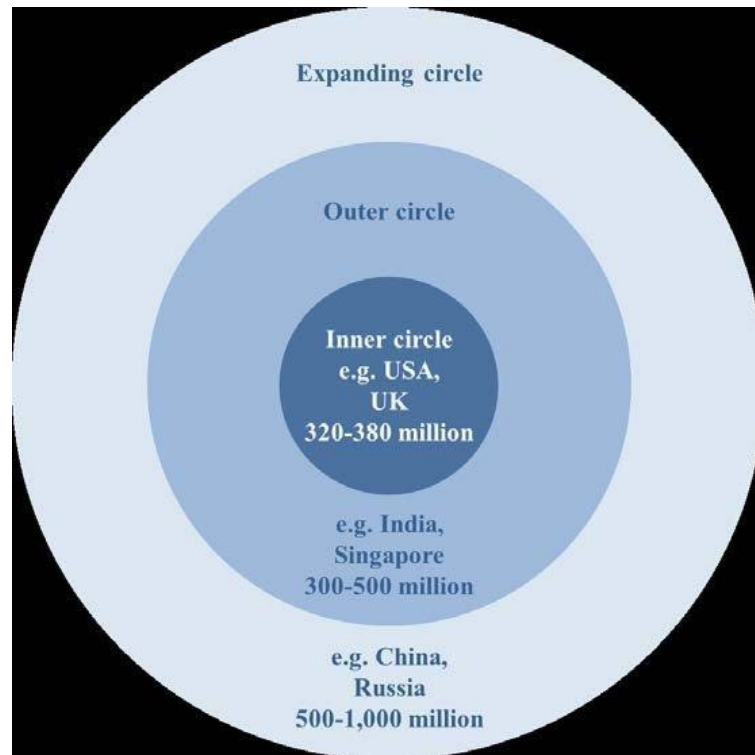 Expanding circle
Outer circle
Inner circle
e.g. USA,
UK
320-380 million
e.g. India,
Singapore
300-500 million
e.g. China,
Russia
500-1,000 million